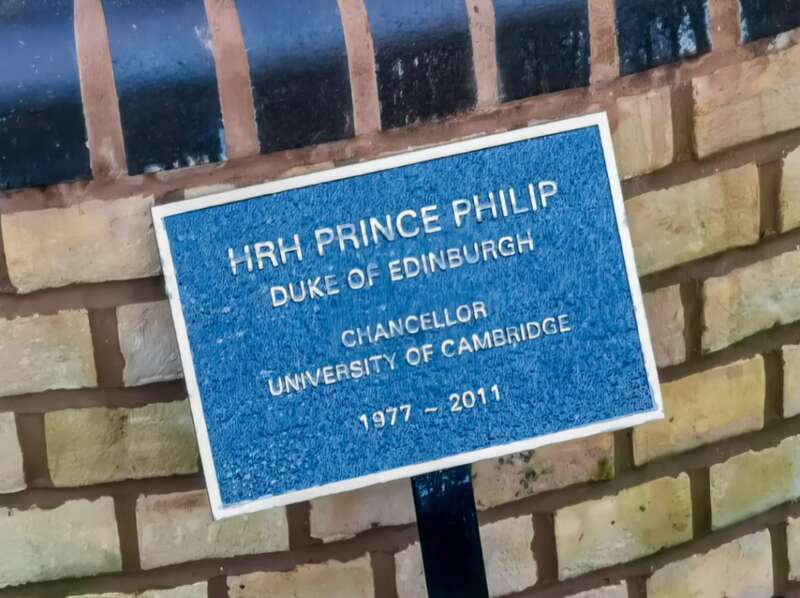 HRH PRINCE PHILIP
DUKE OF EDINBURGH
CHANCELLOR
UNIVERSITY OF CAMBRIDGE
1977 ~ 2011